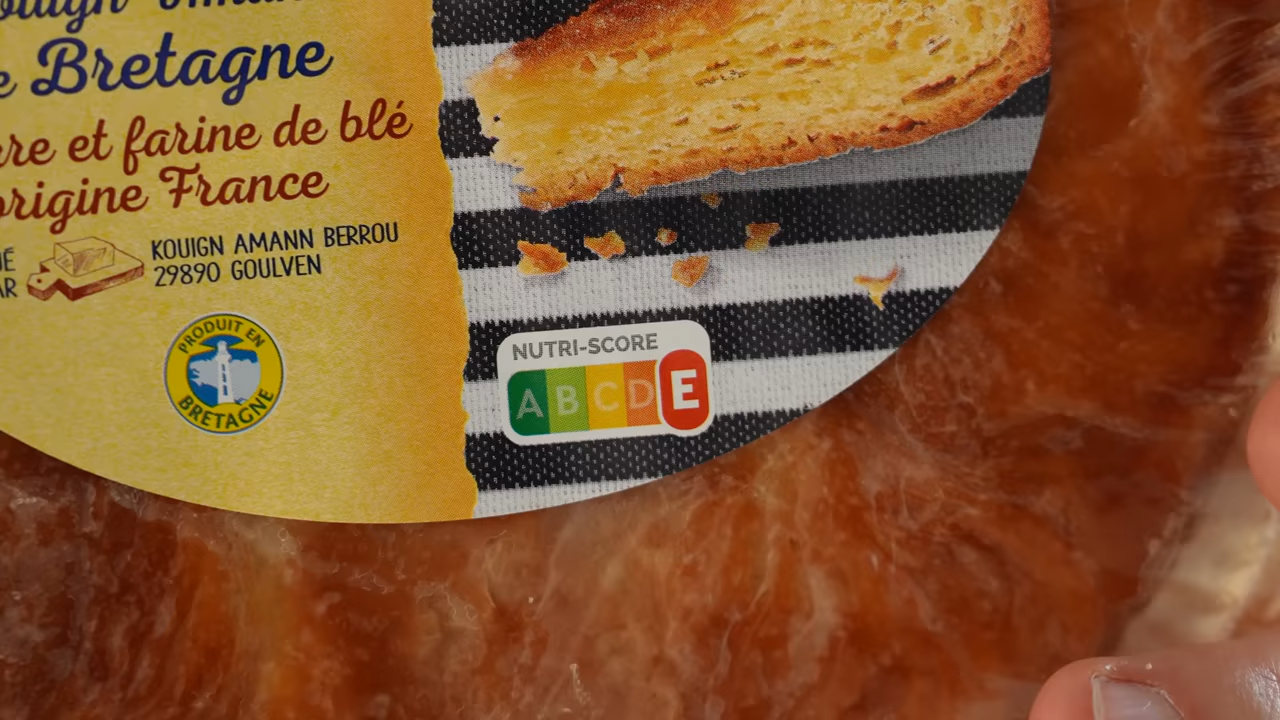 Bretagne
et farine de blé
origine France
KOUIGN AMANN BERROU
29890 GOULVEN
PRODUIT EN
BRETAGNE
NUTRI-SCORE
A B C D E